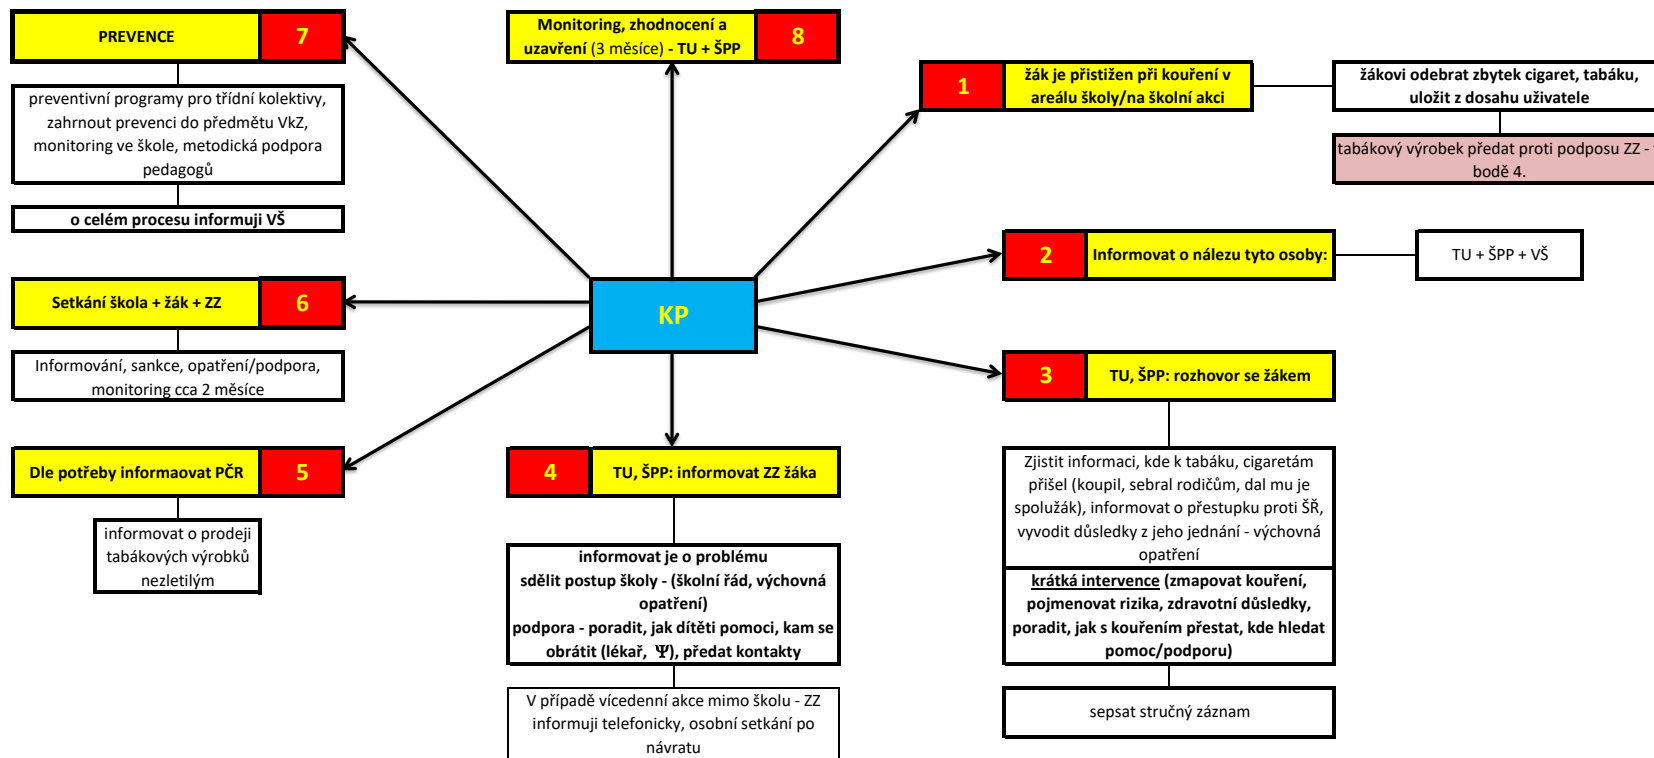 PREVENCE
7
preventivní programy pro třídní kolektivy,
zahrnout prevenci do předmětu VkZ,
monitoring ve škole, metodická podpora
pedagogů
o celém procesu informuji VŠ
Monitoring, zhodnocení a
uzavření (3 měsíce) - TU + ŠPP
8
1
žák je přistižen při kouření v
areálu školy/na školní akci
žákovi odebrat zbytek cigaret, tabáku,
uložit z dosahu uživatele
tabákový výrobek předat proti podposu ZZ -
bodě 4.
2
Informovat o nálezu tyto osoby:
TU + ŠPP + VŠ
Setkání škola + žák + ZZ
6
Informování, sankce, opatření/podpora,
monitoring cca 2 měsíce
KP
3
TU, ŠPP: rozhovor se žákem
Zjistit informaci, kde k tabáku, cigaretám
přišel (koupil, sebral rodičům, dal mu je
spolužák), informovat o přestupku proti ŠŘ,
vyvodit důsledky z jeho jednání - výchovná
opatření
krátká intervence (zmapovat kouření,
pojmenovat rizika, zdravotní důsledky,
poradit, jak s kouřením přestat, kde hledat
pomoc/podporu)
sepsat stručný záznam
Dle potřeby informaovat PČR
5
informovat o prodeji
tabákových výrobků
nezletilým
4
TU, ŠPP: informovat ZZ žáka
informovat je o problému
sdělit postup školy - (školní řád, výchovná
opatření)
podpora - poradit, jak dítěti pomoci, kam se
obrátit (lékař, Ψ), předat kontakty
V případě vícedenní akce mimo školu - ZZ
informuji telefonicky, osobní setkání po
návratu